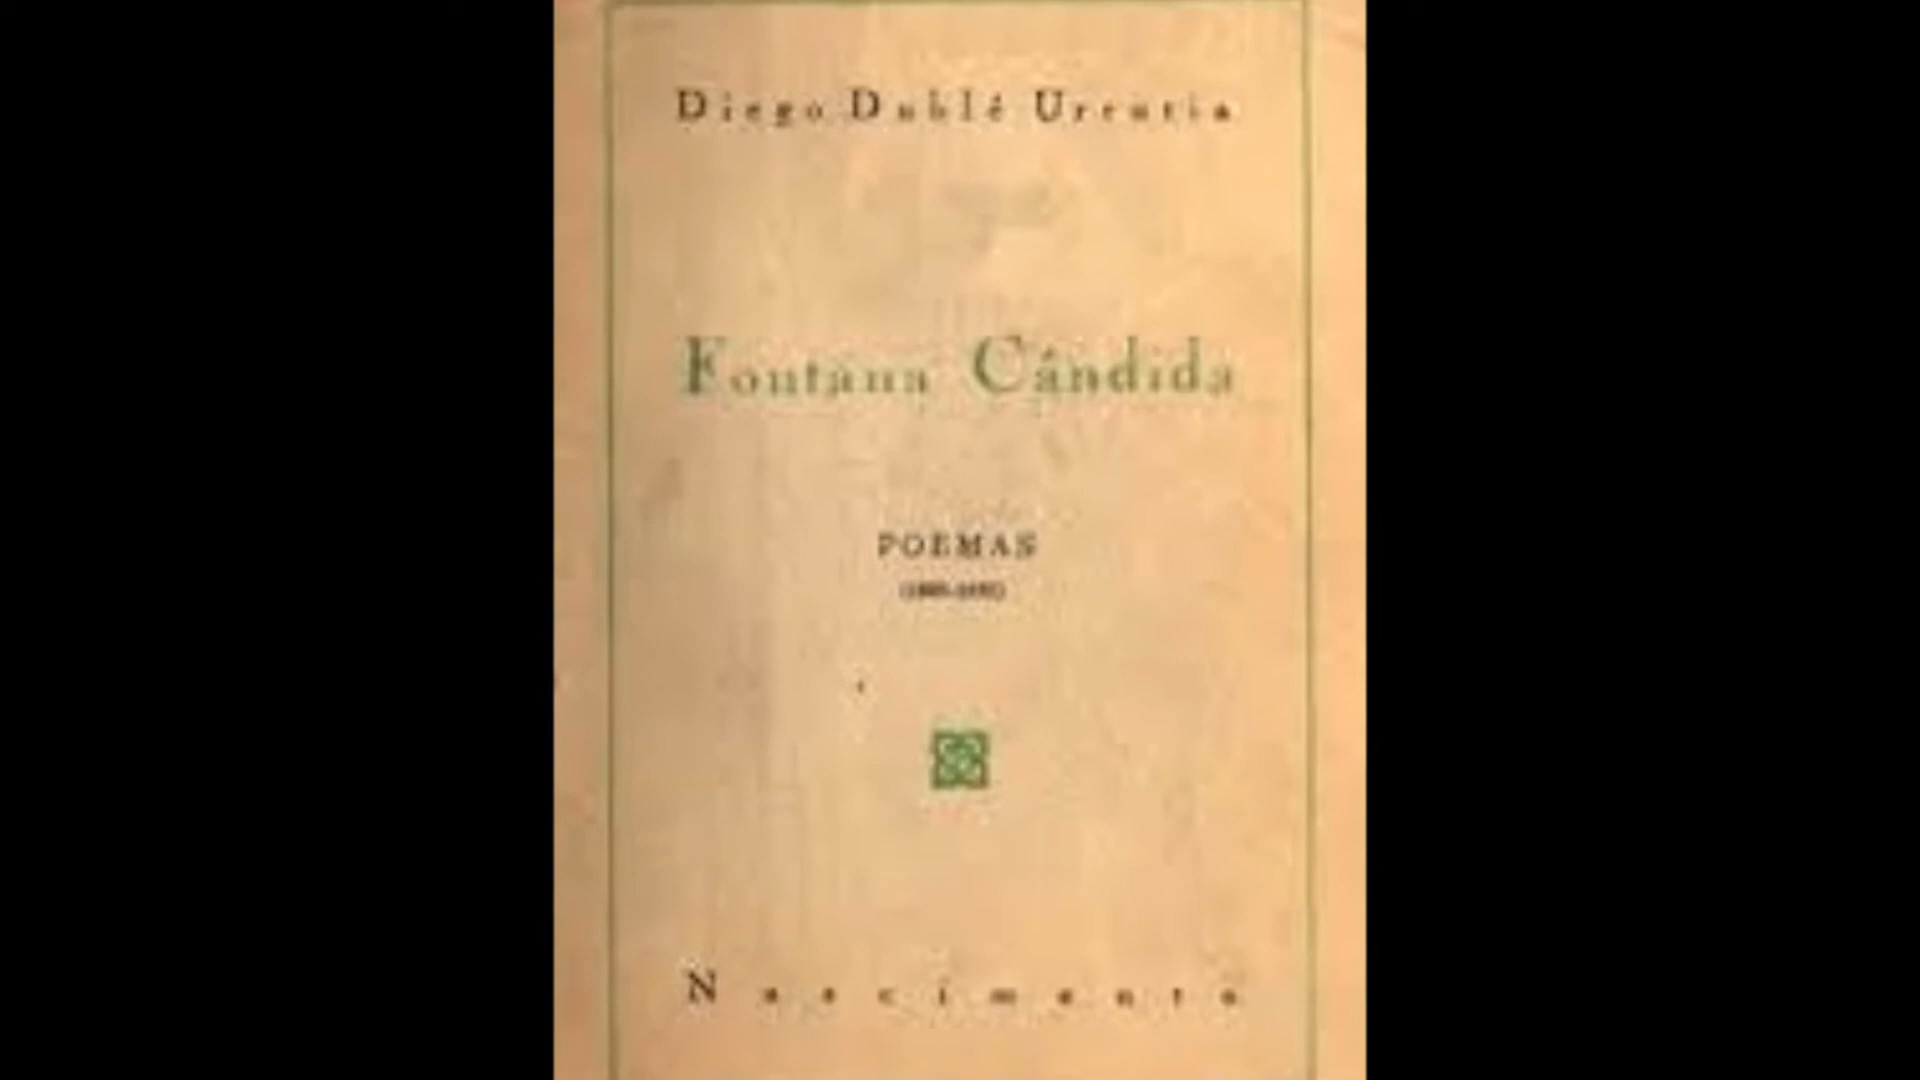 Diego Dublé Urrutia
Fontana Cándida
POEMAS
Nascimento